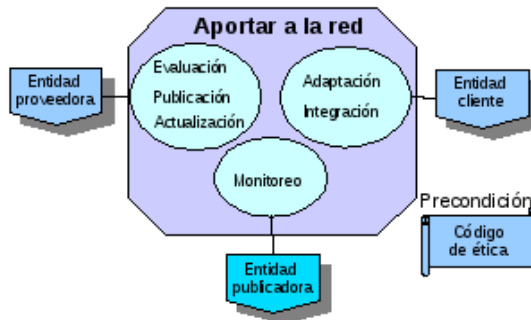 Aportar a la red
Entidad
proveedora
Evaluación
Publicación
Actualización
Adaptación
Integración
Entidad
cliente
Monitoreo
Entidad
publicadora
Precondición
Código
de ética